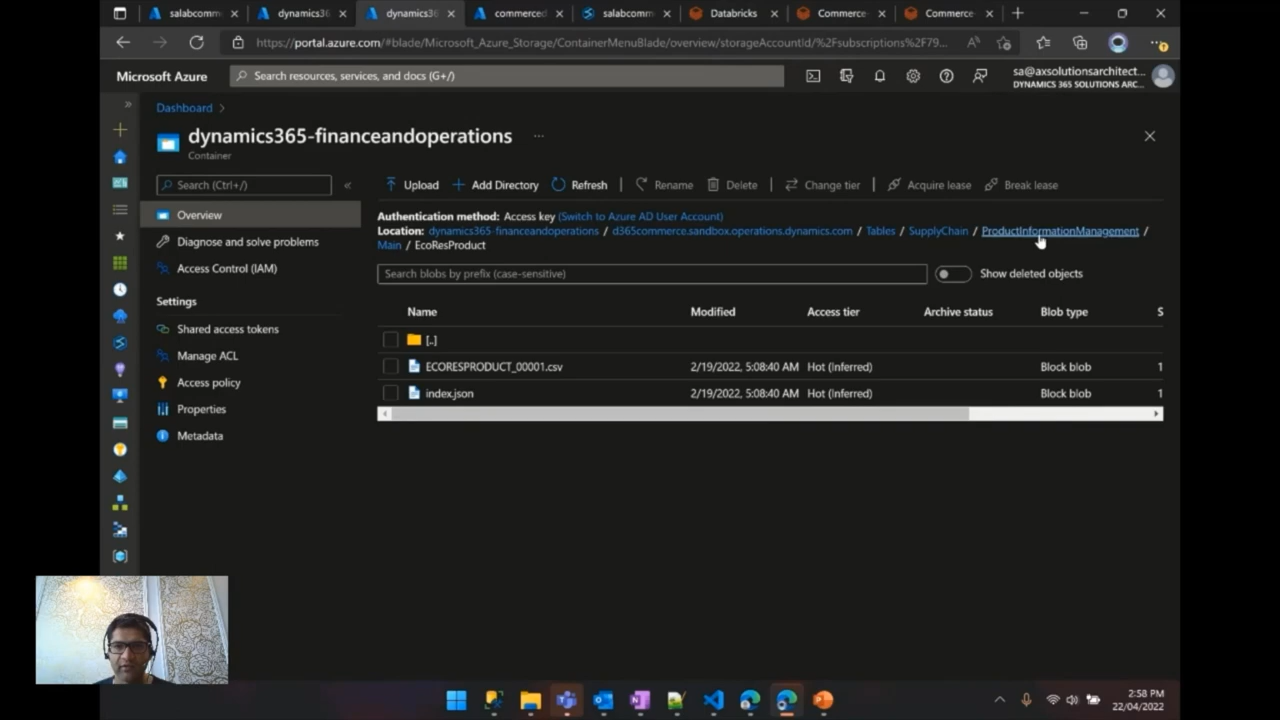 salabcomm
dynamics36
dynamics36
commerced
salabcomm
Databricks
Commerce
Commerce
https://portal.azure.com/#blade/Microsoft_Azure_Storage/ContainerMenuBlade/overview/storageAccountId/%2Fsubscriptions%2F79...
Microsoft Azure
Search resources, services, and docs (G+/)
sa@axsolutionsarchitect...
DYNAMICS 365 SOLUTIONS ARC...
Dashboard >
dynamics365-financeandoperations ...
Container
Search (Ctrl+/)
Upload Add Directory Refresh Rename Delete Change tier Acquire lease Break lease
Overview
Diagnose and solve problems
Access Control (IAM)
Settings
Shared access tokens
Manage ACL
Access policy
Properties
Metadata
Authentication method: Access key (Switch to Azure AD User Account)
Location: dynamics365-financeandoperations / d365commerce.sandbox.operations.dynamics.com / Tables / SupplyChain / ProductInformationManagement /
Main / EcoResProduct
Search blobs by prefix (case-sensitive)
Show deleted objects
Name Modified Access tier Archive status Blob type S
[..]
ECORESPRODUCT_00001.csv 2/19/2022, 5:08:40 AM Hot (Inferred) Block blob 1
index.json 2/19/2022, 5:08:40 AM Hot (Inferred) Block blob 1
2:58 PM
22/04/2022